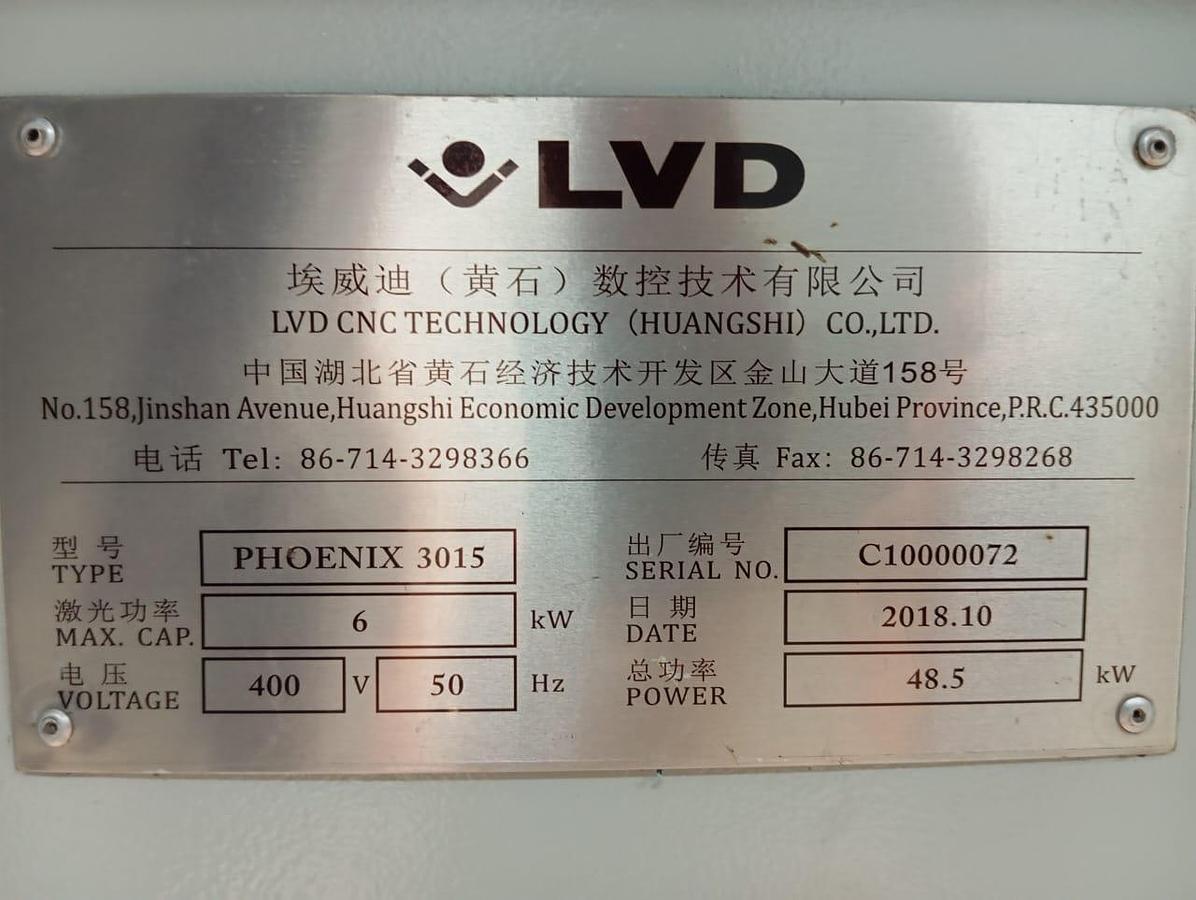 LVD
埃威迪（黄石）数控技术有限公司
LVD CNC TECHNOLOGY (HUANGSHI) CO.,LTD.
中国湖北省黄石经济技术开发区金山大道158号
No.158,Jinshan Avenue,Huangshi Economic Development Zone,Hubei Province,P.R.C.435000
电话 Tel: 86-714-3298366 传真 Fax: 86-714-3298268
型号 PHOENIX 3015 出厂编号 C10000072
TYPE SERIAL NO.
激光功率 6 kW 日期 2018.10
MAX. CAP. DATE
电压 400 V 50 Hz 总功率 48.5 kW
VOLTAGE POWER